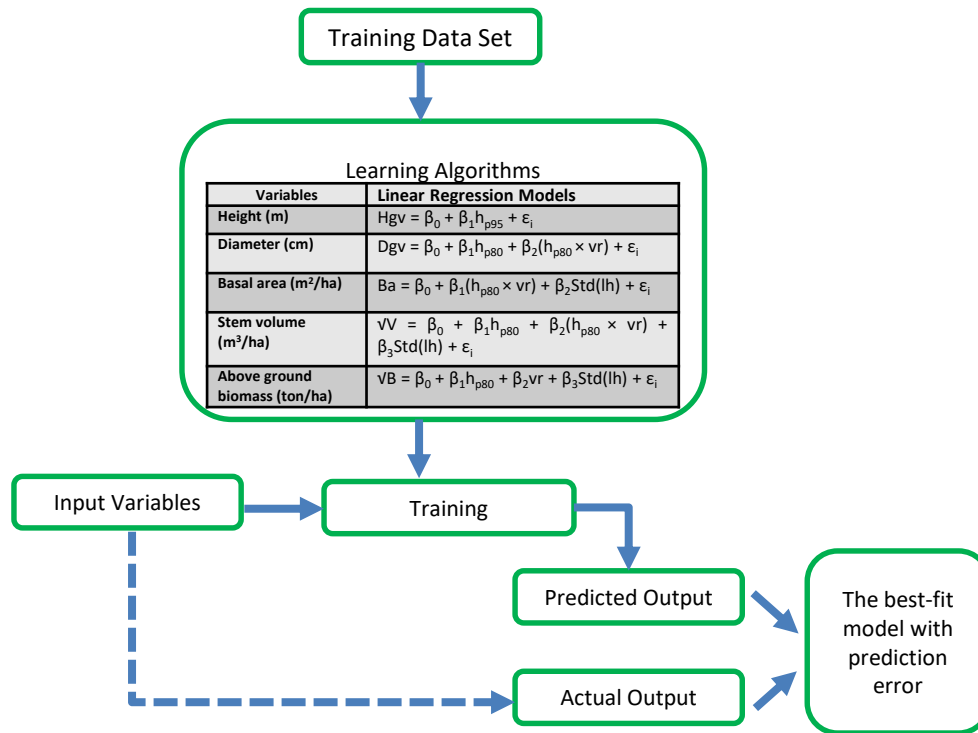 Training Data Set
Learning Algorithms
Variables
Linear Regression Models
Height (m)
Hgv = β₀ + β₁hₚ₉₅ + εᵢ
Diameter (cm)
Dgv = β₀ + β₁hₚ₈₀ + β₂(hₚ₈₀ × vr) + εᵢ
Basal area (m²/ha)
Ba = β₀ + β₁(hₚ₈₀ × vr) + β₂Std(lh) + εᵢ
Stem volume
(m³/ha)
√V = β₀ + β₁hₚ₈₀ + β₂(hₚ₈₀ × vr) +
β₃Std(lh) + εᵢ
Above ground
biomass (ton/ha)
√B = β₀ + β₁hₚ₈₀ + β₂vr + β₃Std(lh) + εᵢ
Input Variables
Training
Predicted Output
Actual Output
The best-fit
model with
prediction
error